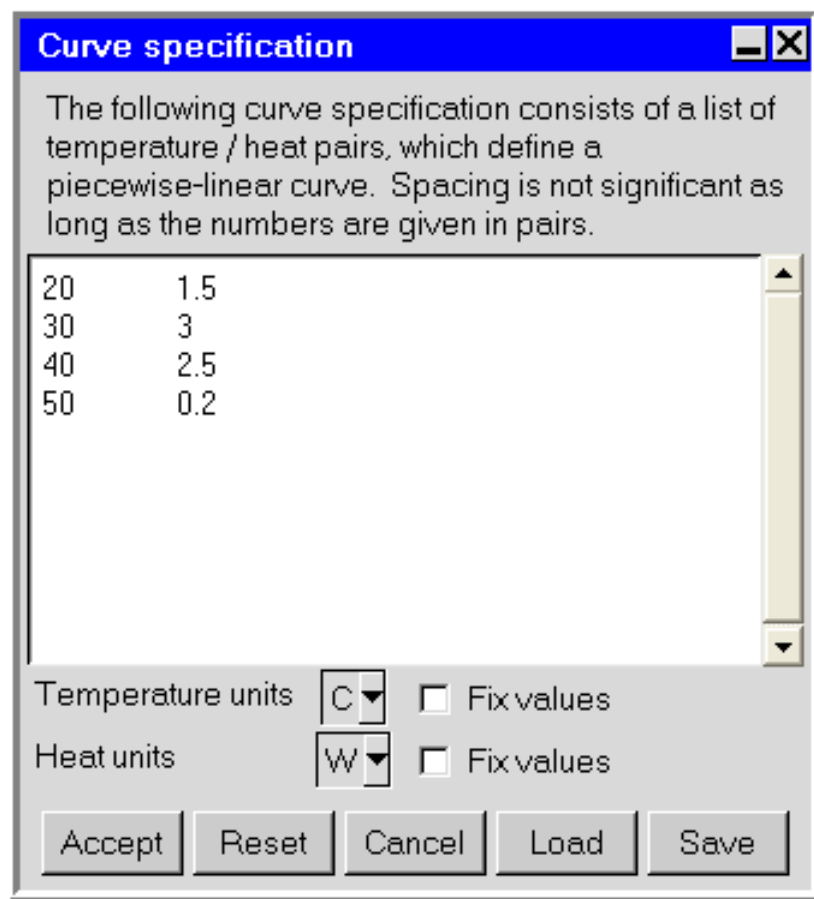 Curve specification
The following curve specification consists of a list of
temperature / heat pairs, which define a
piecewise-linear curve.  Spacing is not significant as
long as the numbers are given in pairs.
20 1.5
30 3
40 2.5
50 0.2
Temperature units C Fix values
Heat units W Fix values
Accept Reset Cancel Load Save